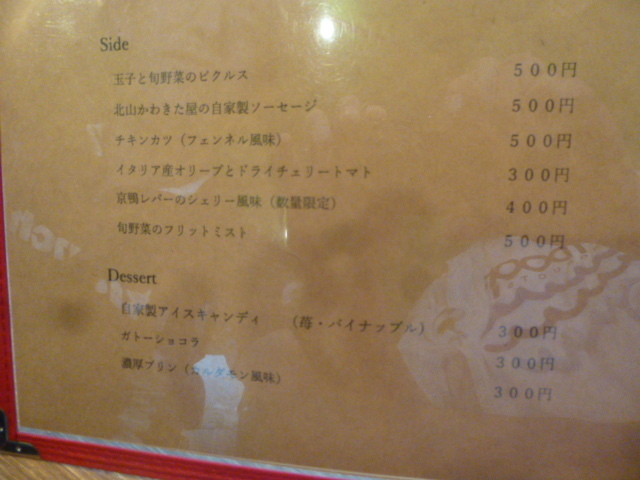 Side
玉子と旬野菜のピクルス 500円
北山かわきた屋の自家製ソーセージ 500円
チキンカツ（フェンネル風味） 500円
イタリア産オリーブとドライチェリートマト 300円
京鴨レバーのシェリー風味（数量限定） 400円
旬野菜のフリットミスト 500円
Dessert
自家製アイスキャンディ （苺・パイナップル） 300円
ガトーショコラ 300円
濃厚プリン（カルダモン風味） 300円